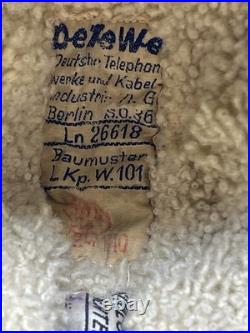 DeTeWe
Deutsche Telephon
werke und Kabel
industrie A. G
Berlin S.O. 36
Ln 26618
Baumuster
L Kp. W. 101